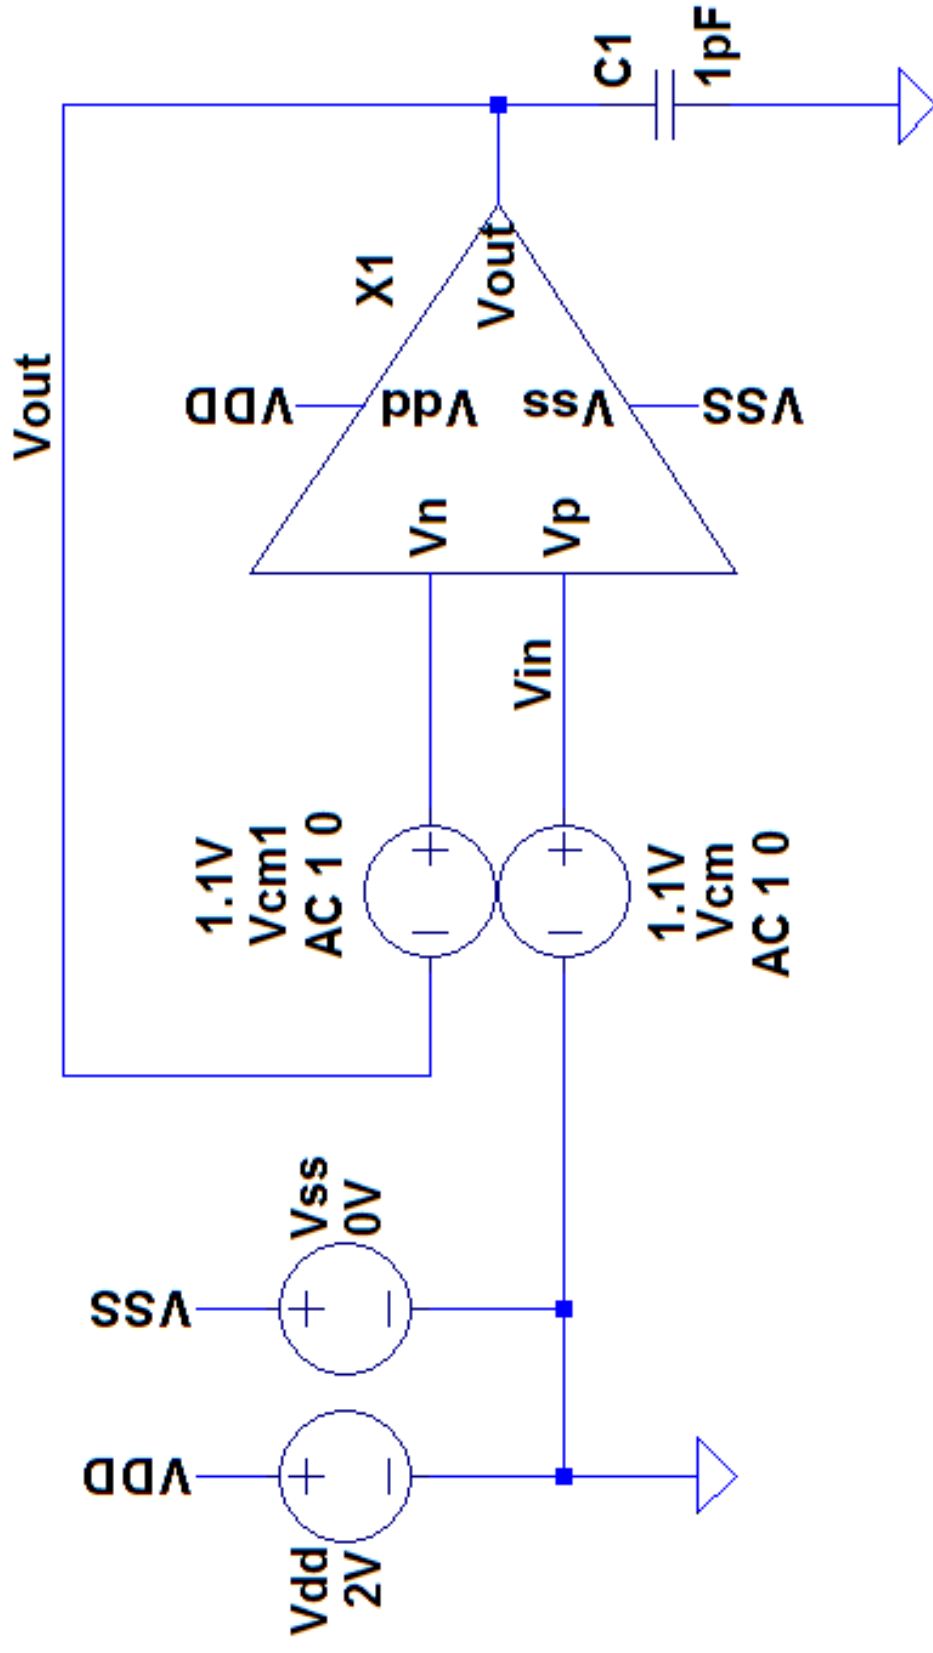 Vout
C1
1pF
X1
Vout
VDD
Vdd
Vss
VSS
Vn
Vp
Vin
1.1V
Vcm1
AC 1 0
1.1V
Vcm
AC 1 0
Vss
0V
VSS
VDD
Vdd
2V